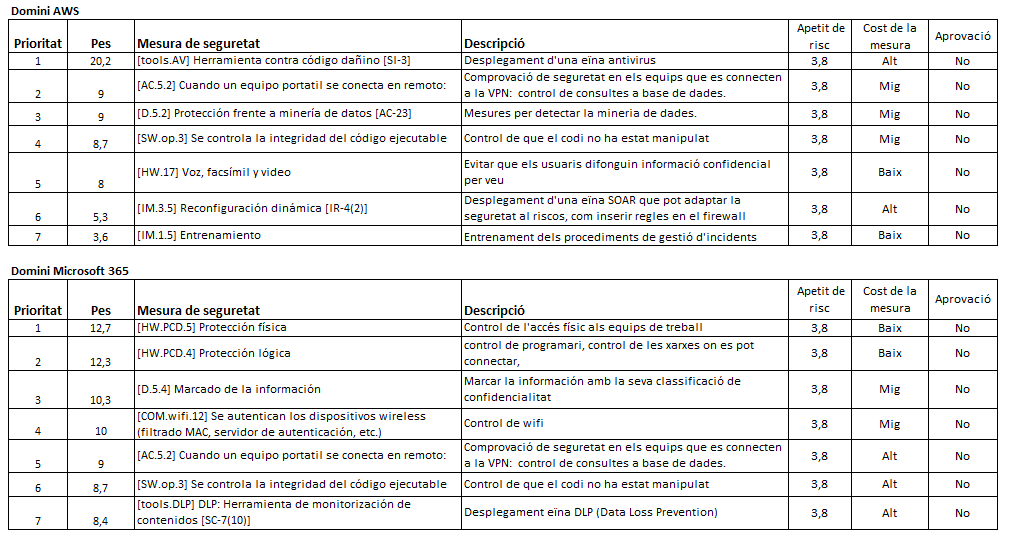 Domini AWS
Prioritat Pes Mesura de seguretat Descripció Apetit de risc Cost de la mesura Aprovació
1 20,2 [tools.AV] Herramienta contra código dañino [SI-3] Desplegament d'una eïna antivirus 3,8 Alt No
2 9 [AC.5.2] Cuando un equipo portatil se conecta en remoto: Comprovació de seguretat en els equips que es connecten a la VPN: control de consultes a base de dades. 3,8 Mig No
3 9 [D.5.2] Protección frente a minería de datos [AC-23] Mesures per detectar la mineria de dades. 3,8 Mig No
4 8,7 [SW.op.3] Se controla la integridad del código ejecutable Control de que el codi no ha estat manipulat 3,8 Mig No
5 8 [HW.17] Voz, facsímil y video Evitar que els usuaris difonguin informació confidencial per veu 3,8 Baix No
6 5,3 [IM.3.5] Reconfiguración dinámica [IR-4(2)] Desplegament d'una eïna SOAR que pot adaptar la seguretat al riscos, com inserir regles en el firewall 3,8 Alt No
7 3,6 [IM.1.5] Entrenamiento Entrenament dels procediments de gestió d'incidents 3,8 Baix No
Domini Microsoft 365
Prioritat Pes Mesura de seguretat Descripció Apetit de risc Cost de la mesura Aprovació
1 12,7 [HW.PCD.5] Protección física Control de l'accés físic als equips de treball 3,8 Baix No
2 12,3 [HW.PCD.4] Protección lógica control de programari, control de les xarxes on es pot connectar, 3,8 Baix No
3 10,3 [D.5.4] Marcado de la información Marcar la información amb la seva classificació de confidencialitat 3,8 Mig No
4 10 [COM.wifi.12] Se autentican los dispositivos wireless (filtrado MAC, servidor de autenticación, etc.) Control de wifi 3,8 Mig No
5 9 [AC.5.2] Cuando un equipo portatil se conecta en remoto: Comprovació de seguretat en els equips que es connecten a la VPN: control de consultes a base de dades. 3,8 Alt No
6 8,7 [SW.op.3] Se controla la integridad del código ejecutable Control de que el codi no ha estat manipulat 3,8 Alt No
7 8,4 [tools.DLP] DLP: Herramienta de monitorización de contenidos [SC-7(10)] Desplegament eïna DLP (Data Loss Prevention) 3,8 Alt No